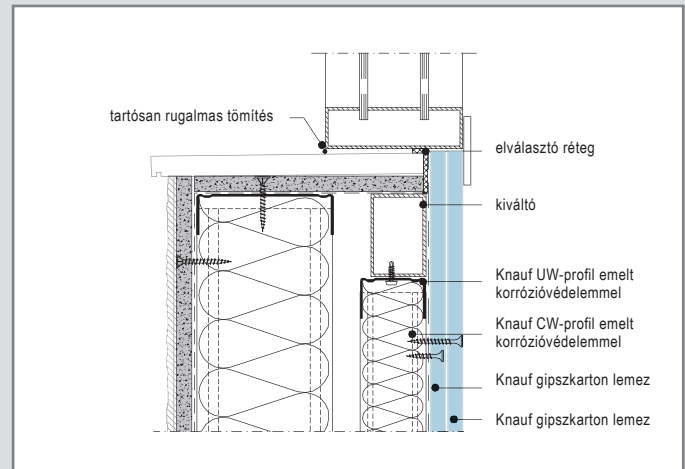 tartósan rugalmas tömítés
elválasztó réteg
kiváltó
Knauf UW-profil emelt
korrózióvédelemmel
Knauf CW-profil emelt
korrózióvédelemmel
Knauf gipszkarton lemez
Knauf gipszkarton lemez